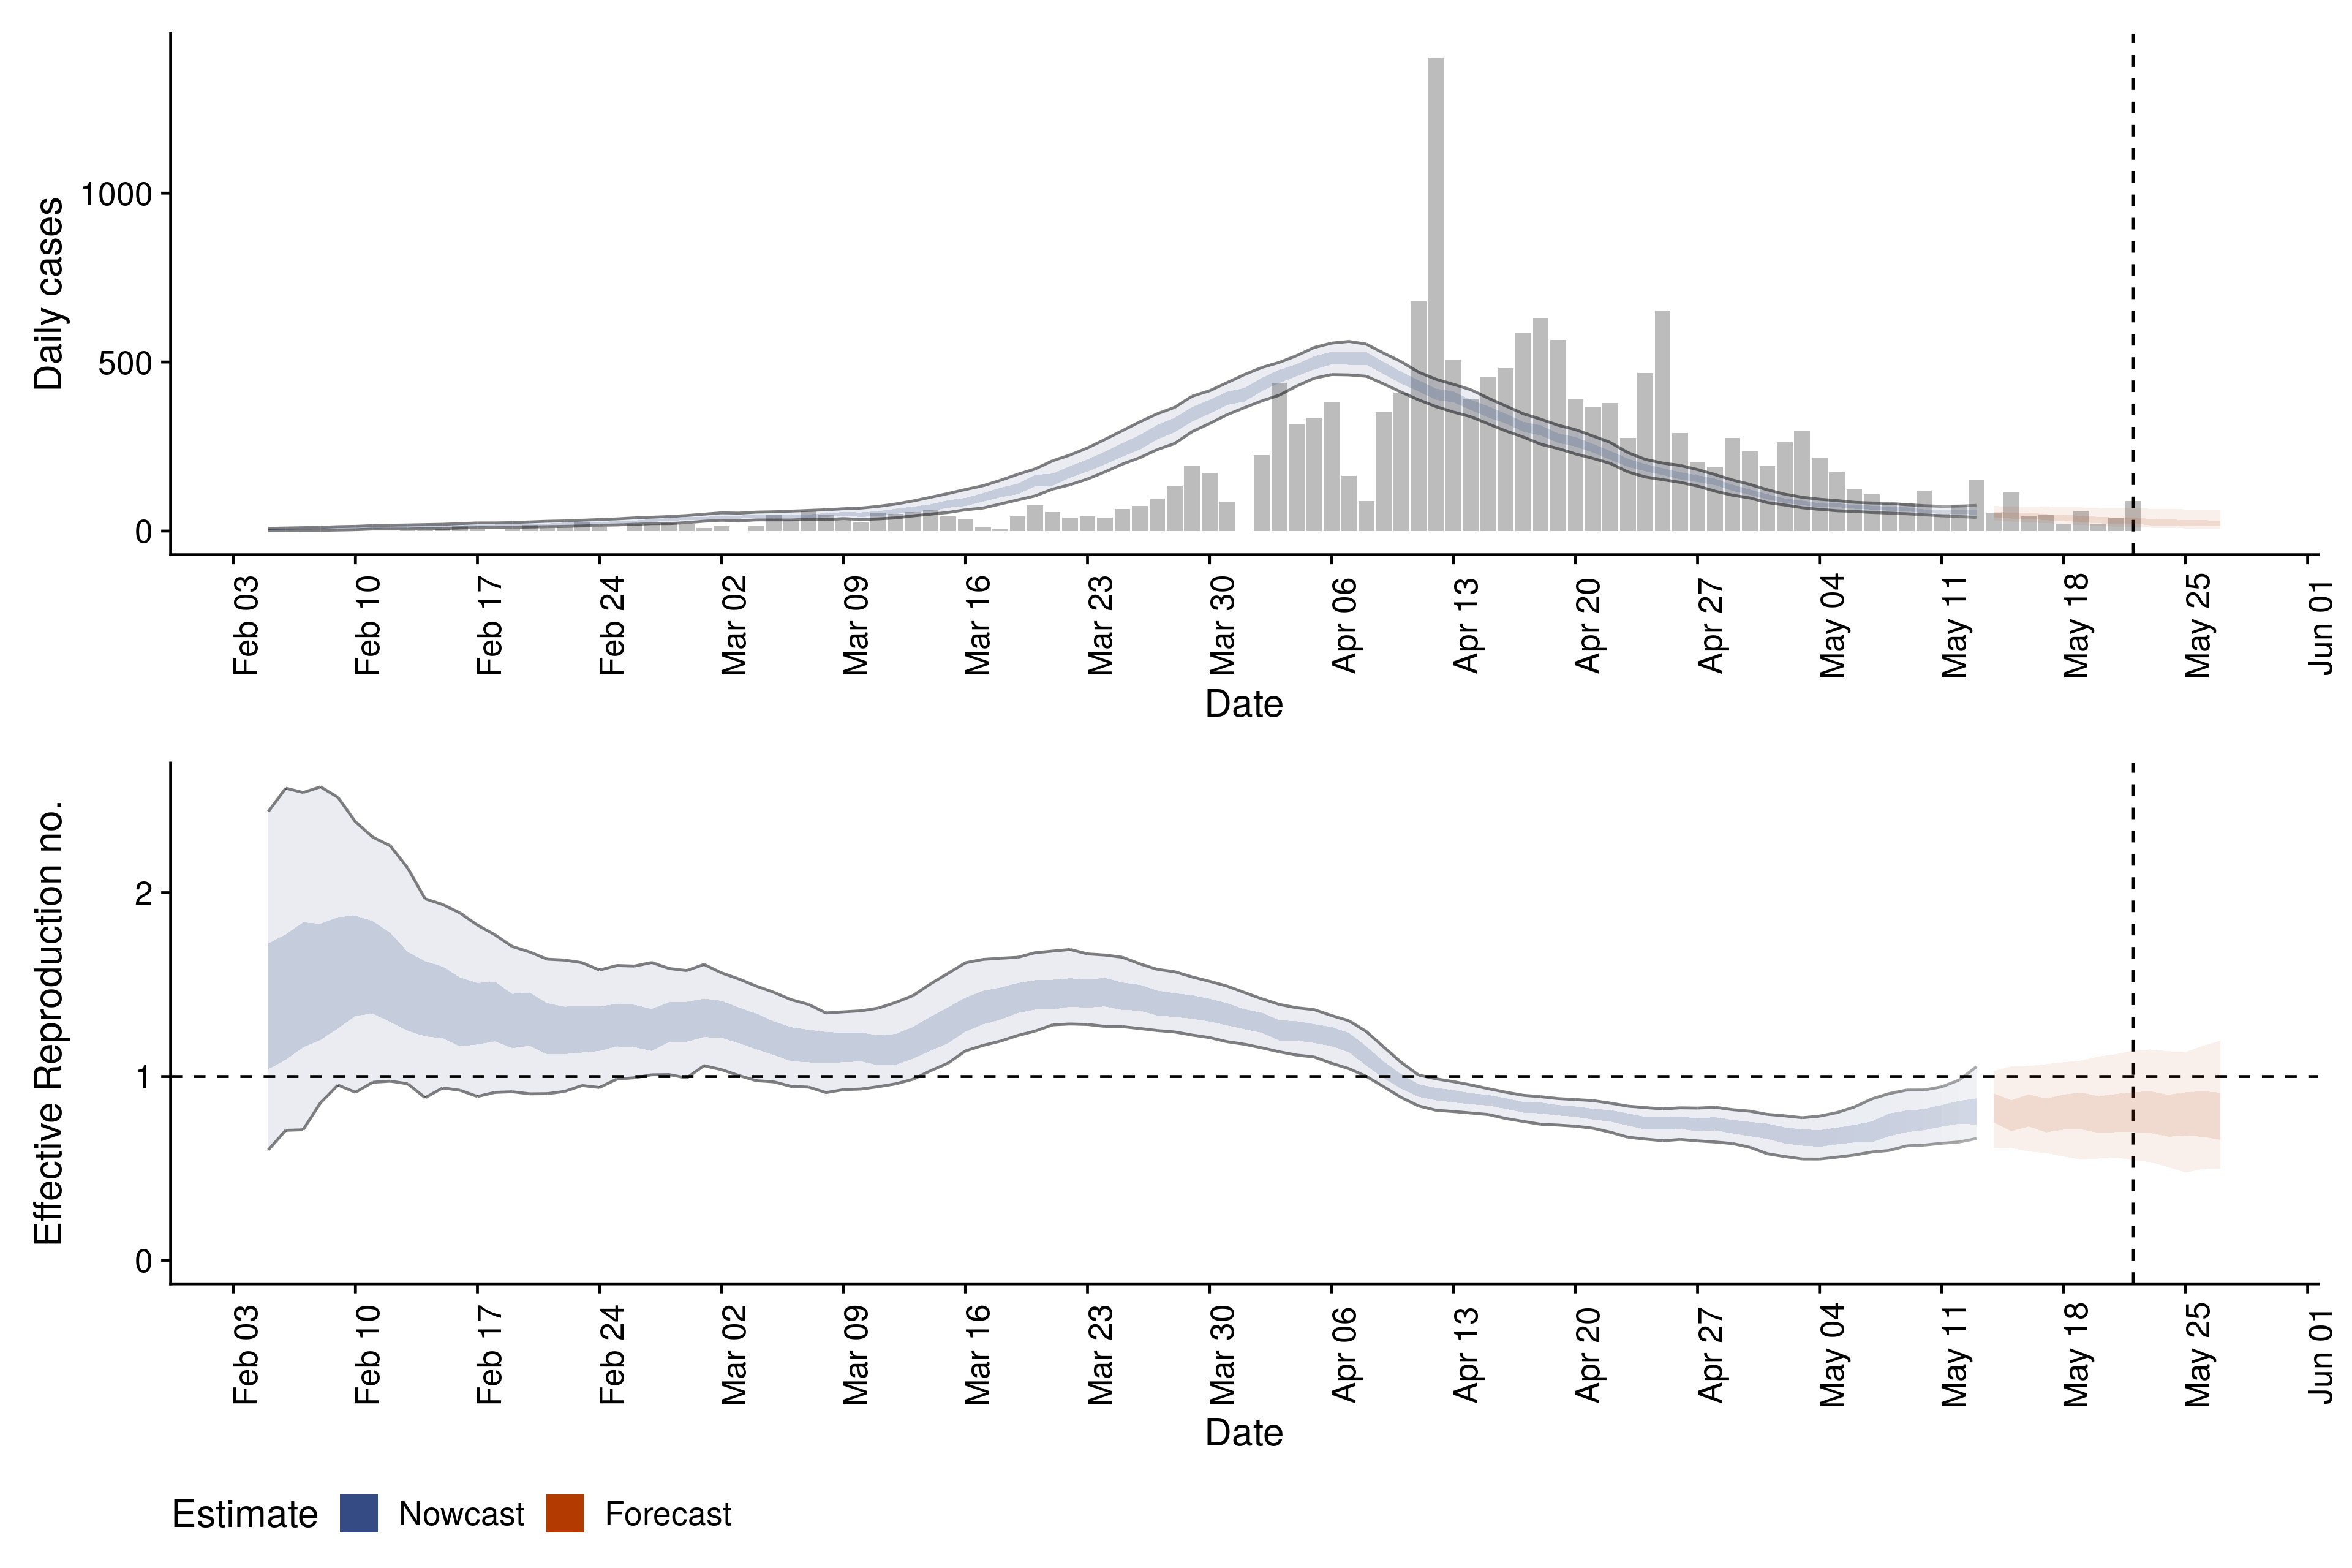 Daily cases
1000
500
0
Feb 03 Feb 10 Feb 17 Feb 24 Mar 02 Mar 09 Mar 16 Mar 23 Mar 30 Apr 06 Apr 13 Apr 20 Apr 27 May 04 May 11 May 18 May 25 Jun 01
Date
Effective Reproduction no.
2
1
0
Feb 03 Feb 10 Feb 17 Feb 24 Mar 02 Mar 09 Mar 16 Mar 23 Mar 30 Apr 06 Apr 13 Apr 20 Apr 27 May 04 May 11 May 18 May 25 Jun 01
Date
Estimate Nowcast Forecast